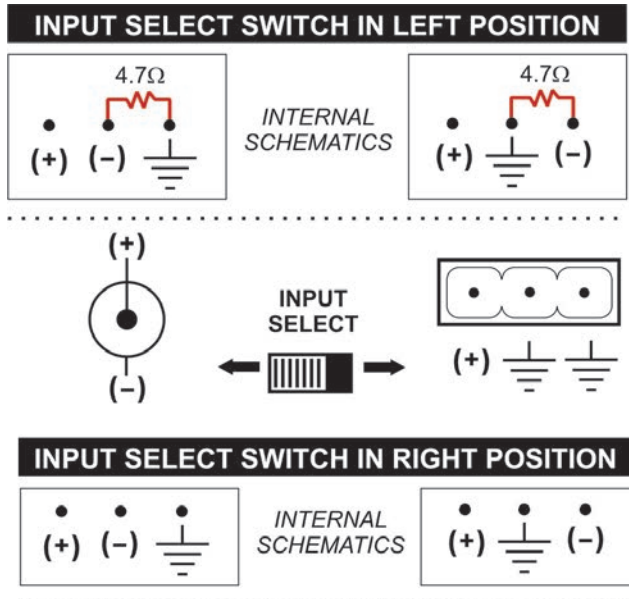 INPUT SELECT SWITCH IN LEFT POSITION
4.7Ω
4.7Ω
INTERNAL
SCHEMATICS
(+) (−)
(+) (−)
(+)
(−)
INPUT
SELECT
(+)
INPUT SELECT SWITCH IN RIGHT POSITION
INTERNAL
SCHEMATICS
(+) (−)
(+) (−)